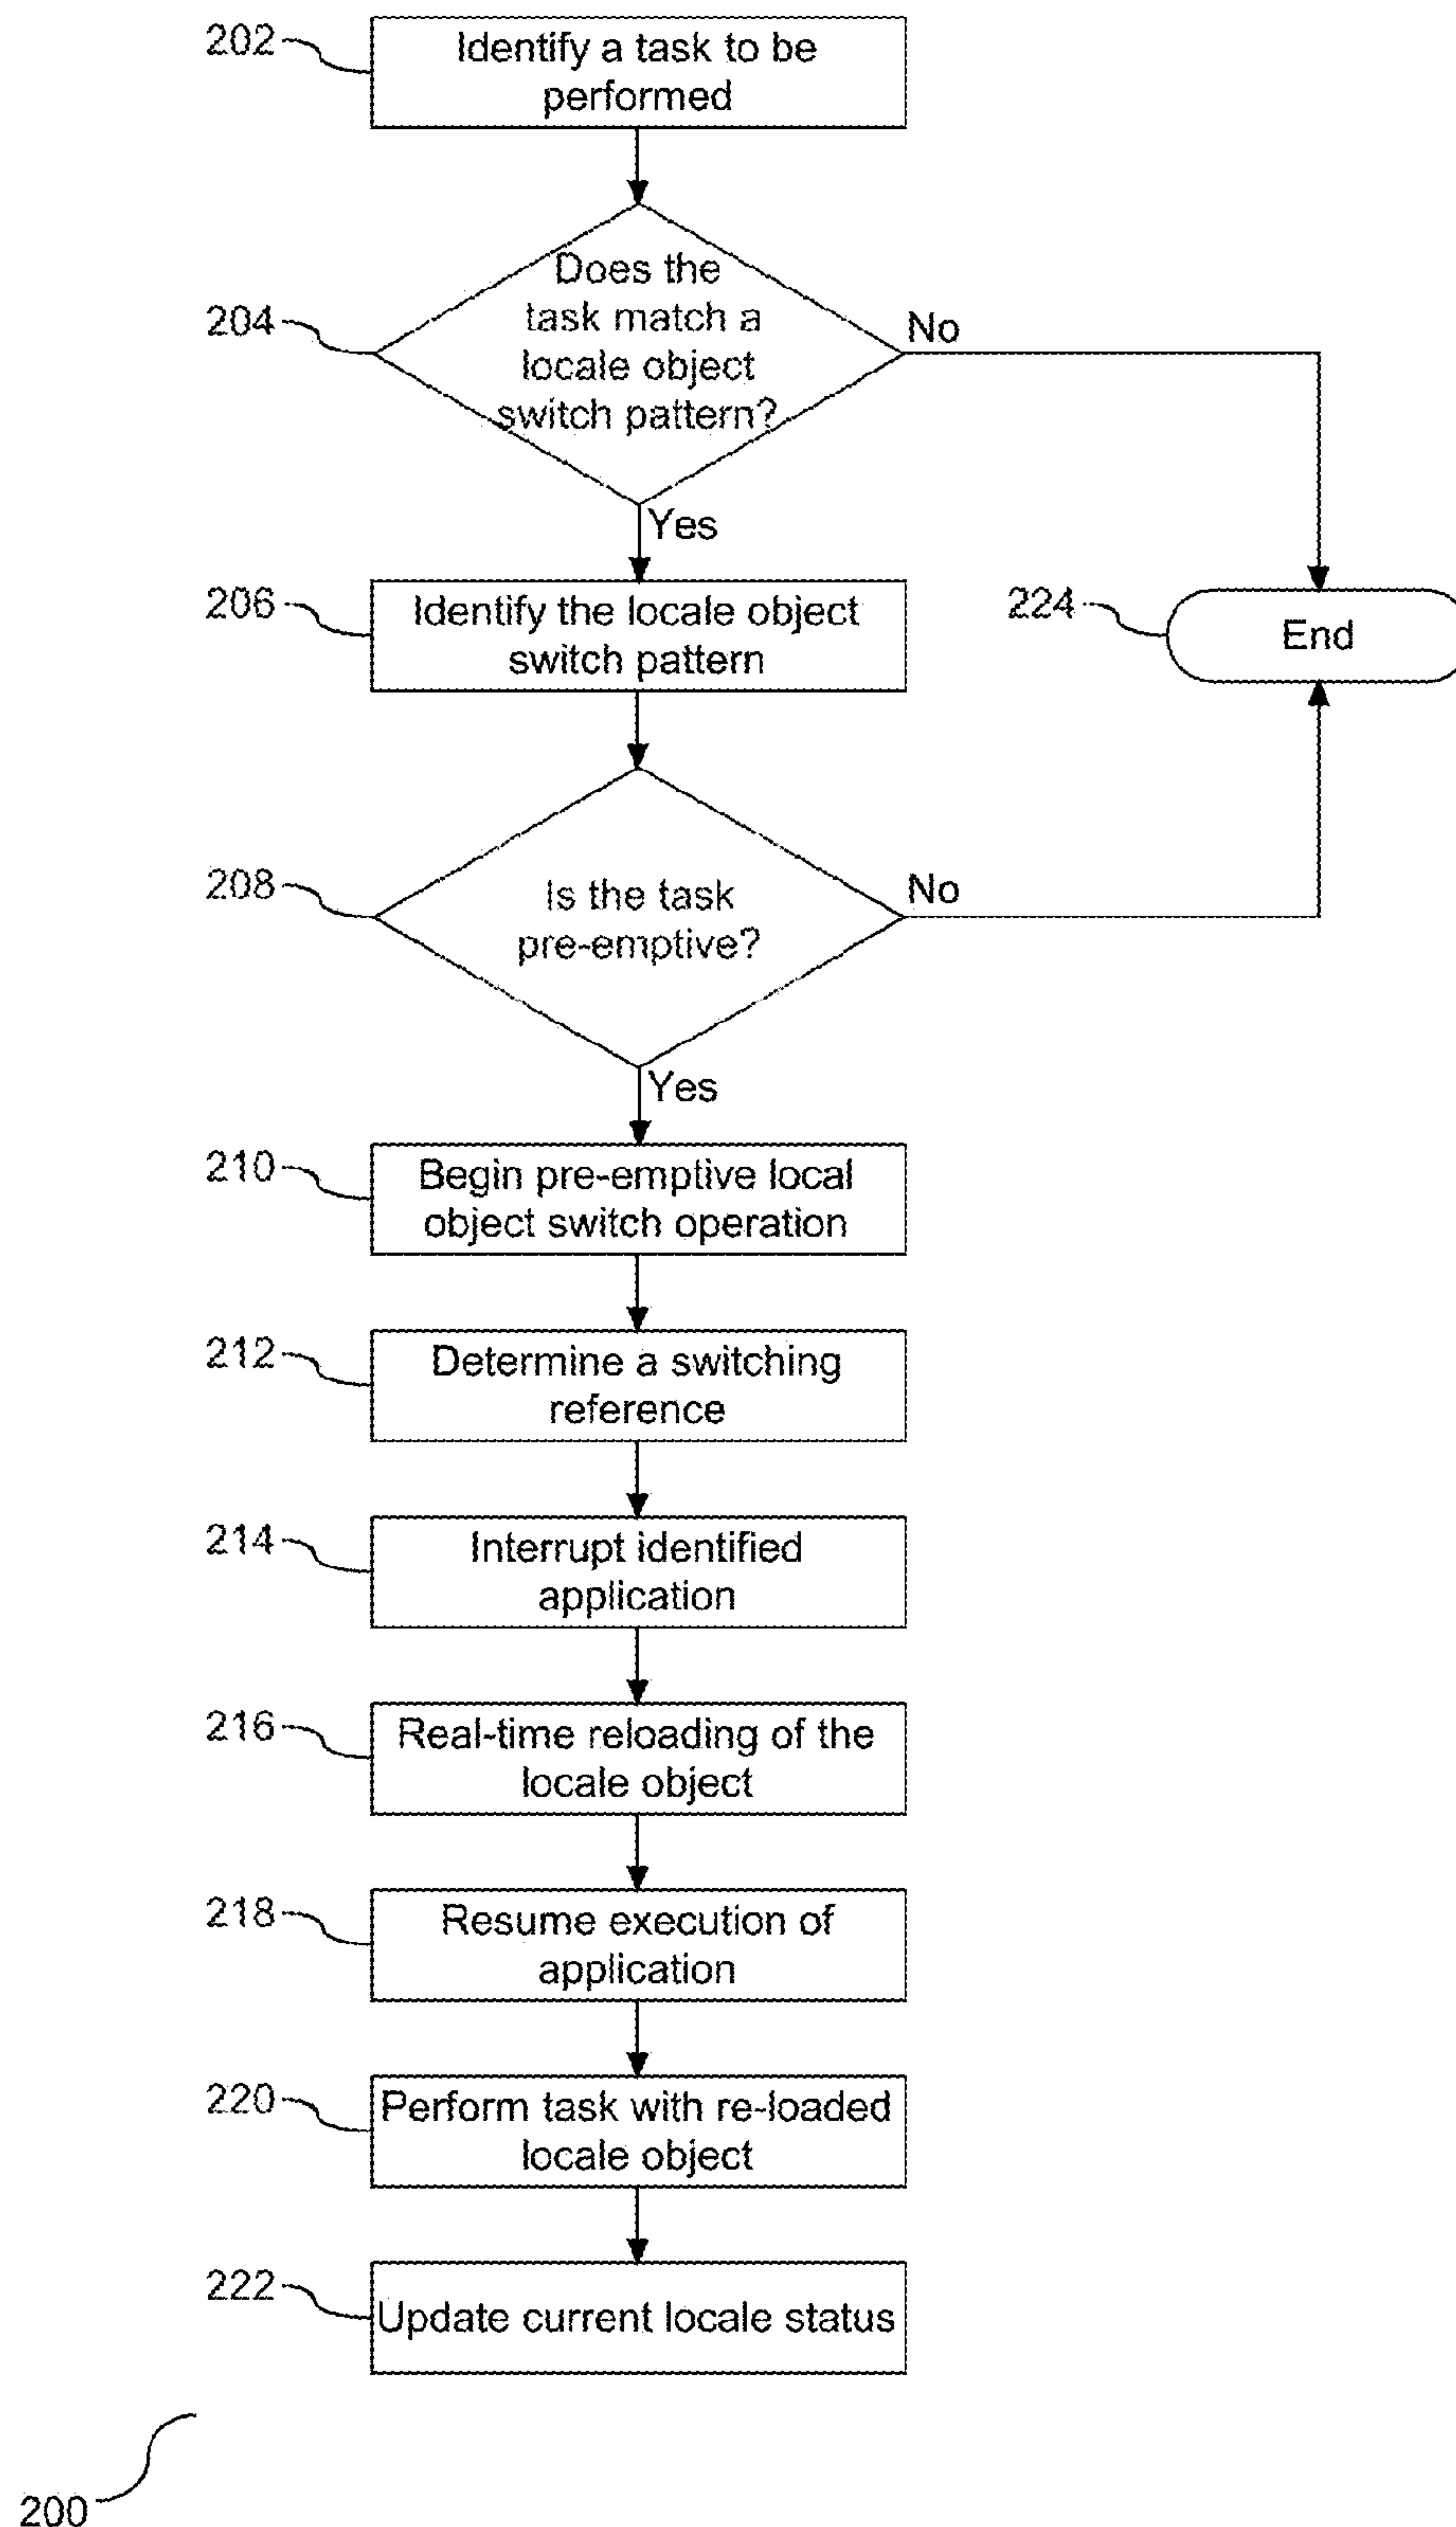 202
Identify a task to be
performed
204
Does the
task match a
locale object
switch pattern?
No
Yes
206
Identify the locale object
switch pattern
224
End
208
Is the task
pre-emptive?
No
Yes
210
Begin pre-emptive local
object switch operation
212
Determine a switching
reference
214
Interrupt identified
application
216
Real-time reloading of the
locale object
218
Resume execution of
application
220
Perform task with re-loaded
locale object
222
Update current locale status
200